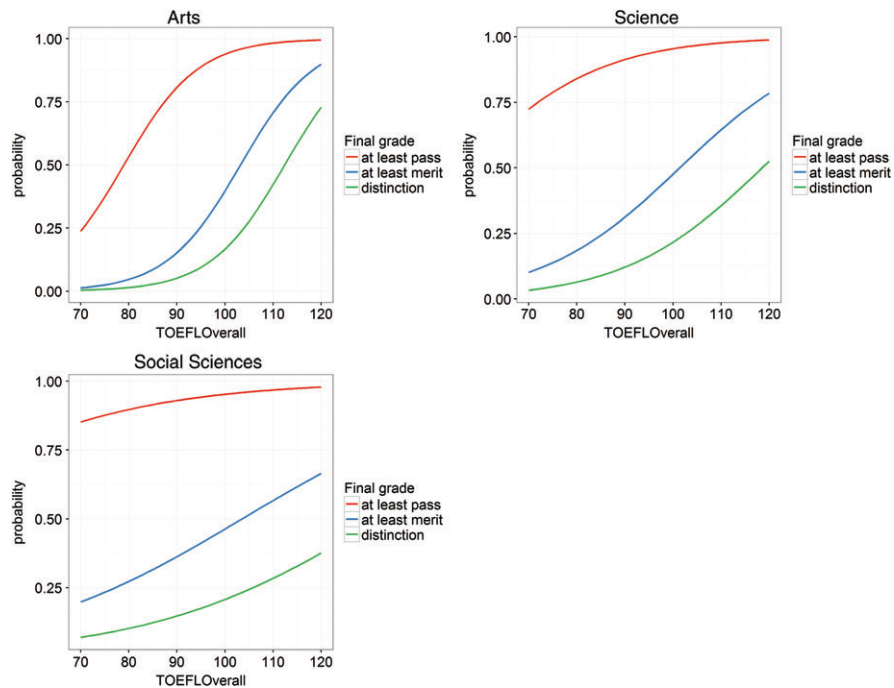 Arts
1.00
0.75
0.50
0.25
0.00
probability
70 80 90 100 110 120
TOEFLOverall
Final grade
at least pass
at least merit
distinction
Science
1.00
0.75
0.50
0.25
0.00
probability
70 80 90 100 110 120
TOEFLOverall
Final grade
at least pass
at least merit
distinction
Social Sciences
1.00
0.75
0.50
0.25
probability
70 80 90 100 110 120
TOEFLOverall
Final grade
at least pass
at least merit
distinction